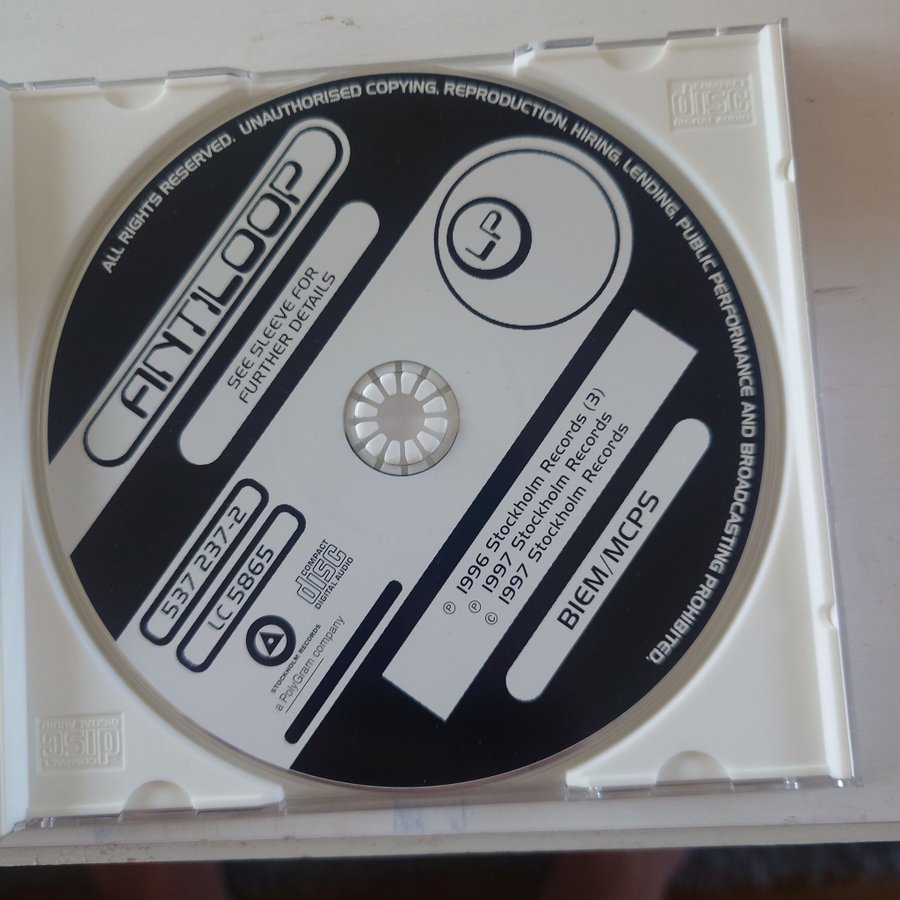 ALL RIGHTS RESERVED. UNAUTHORISED COPYING, REPRODUCTION, HIRING, LENDING, PUBLIC PERFORMANCE AND BROADCASTING PROHIBITED.
ANTILOOP
SEE SLEEVE FOR
FURTHER DETAILS
LP
℗ 1996 Stockholm Records (3)
℗ 1997 Stockholm Records
© 1997 Stockholm Records
BIEM/MCPS
537 237-2
LC 5865
COMPACT
disc
DIGITAL AUDIO
STOCKHOLM RECORDS
a PolyGram company
COMPACT
disc
DIGITAL AUDIO
COMPACT
disc
DIGITAL AUDIO